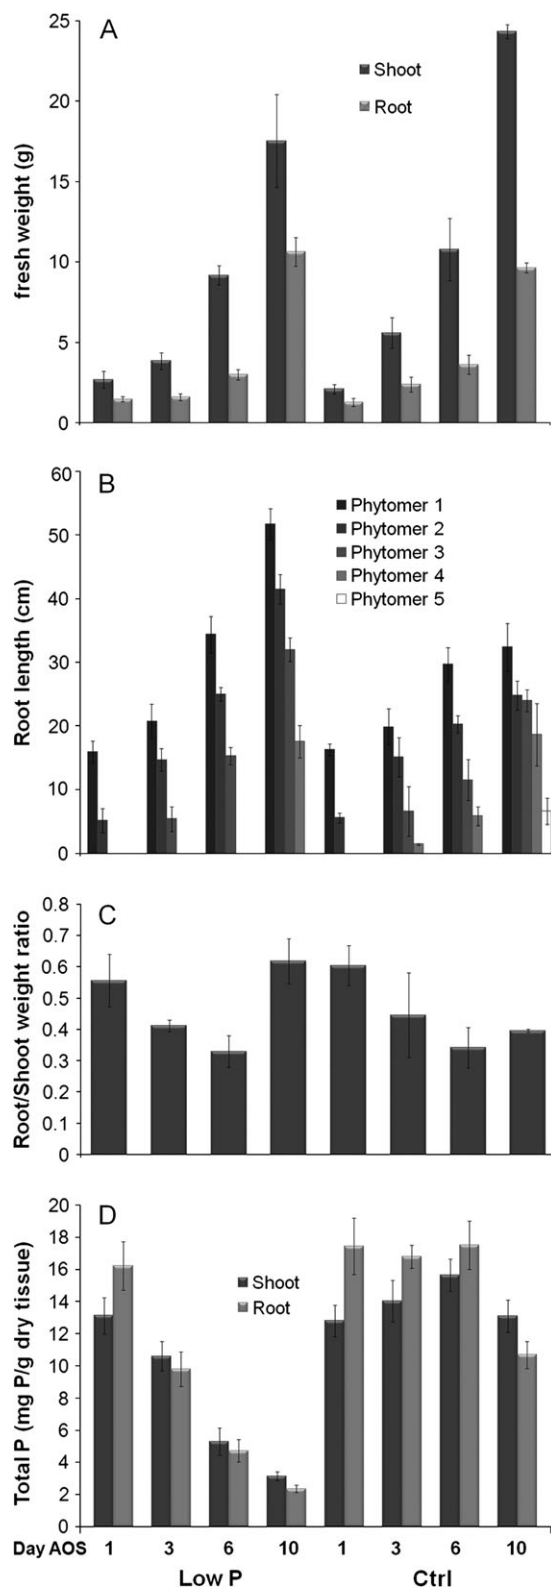 A
fresh weight (g)
25
20
15
10
5
0
Shoot
Root
B
Root length (cm)
60
50
40
30
20
10
0
Phytomer 1
Phytomer 2
Phytomer 3
Phytomer 4
Phytomer 5
C
Root/Shoot weight ratio
0.8
0.7
0.6
0.5
0.4
0.3
0.2
0.1
0
D
Total P (mg P/g dry tissue)
20
18
16
14
12
10
8
6
4
2
0
Shoot
Root
Day AOS 1 3 6 10 1 3 6 10
Low P Ctrl